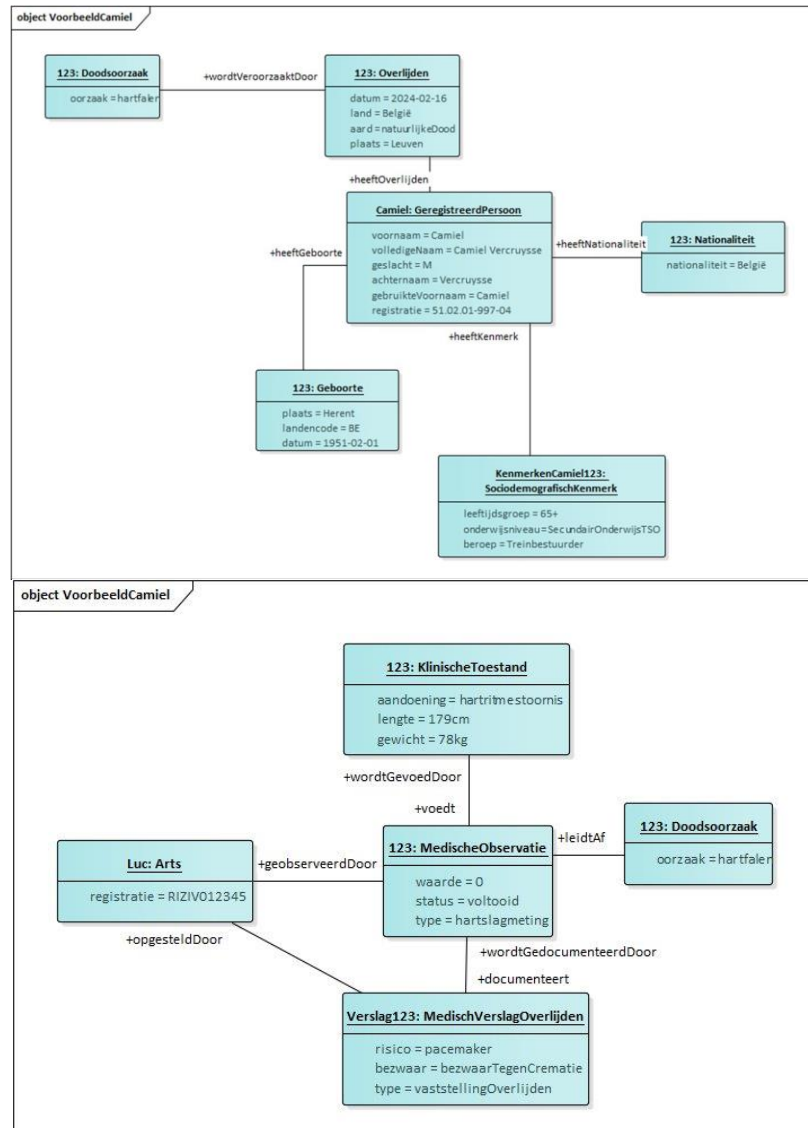 object VoorbeeldCamiel
123: Doodsoorzaak
oorzaak = hartfalen
+wordtVeroorzaaktDoor
123: Overlijden
datum = 2024-02-16
land = België
aard = natuurlijkeDood
plaats = Leuven
+heeftOverlijden
Camiel: GeregistreerdPersoon
voornaam = Camiel
volledigeNaam = Camiel Vercruysse
geslacht = M
achternaam = Vercruysse
gebruikteVoornaam = Camiel
registratie = 51.02.01-997-04
+heeftNationaliteit
123: Nationaliteit
nationaliteit = België
+heeftGeboorte
+heeftKenmerk
123: Geboorte
plaats = Herent
landencode = BE
datum = 1951-02-01
KenmerkenCamiel123:
SociodemografischKenmerk
leeftijdsgroep = 65+
onderwijsniveau=SecundairOnderwijsTSO
beroep = Treinbestuurder
object VoorbeeldCamiel
123: KlinischeToestand
aandoening = hartritmestoornis
lengte = 179cm
gewicht = 78kg
+wordtGevoedDoor
+voedt
123: Doodsoorzaak
oorzaak = hartfalen
+leidtAf
123: MedischeObservatie
waarde = 0
status = voltooid
type = hartslagmeting
+geobserveerdDoor
Luc: Arts
registratie = RIZIV012345
+opgesteldDoor
+wordtGedocumenteerdDoor
+documenteert
Verslag123: MedischVerslagOverlijden
risico = pacemaker
bezwaar = bezwaarTegenCrematie
type = vaststellingOverlijden